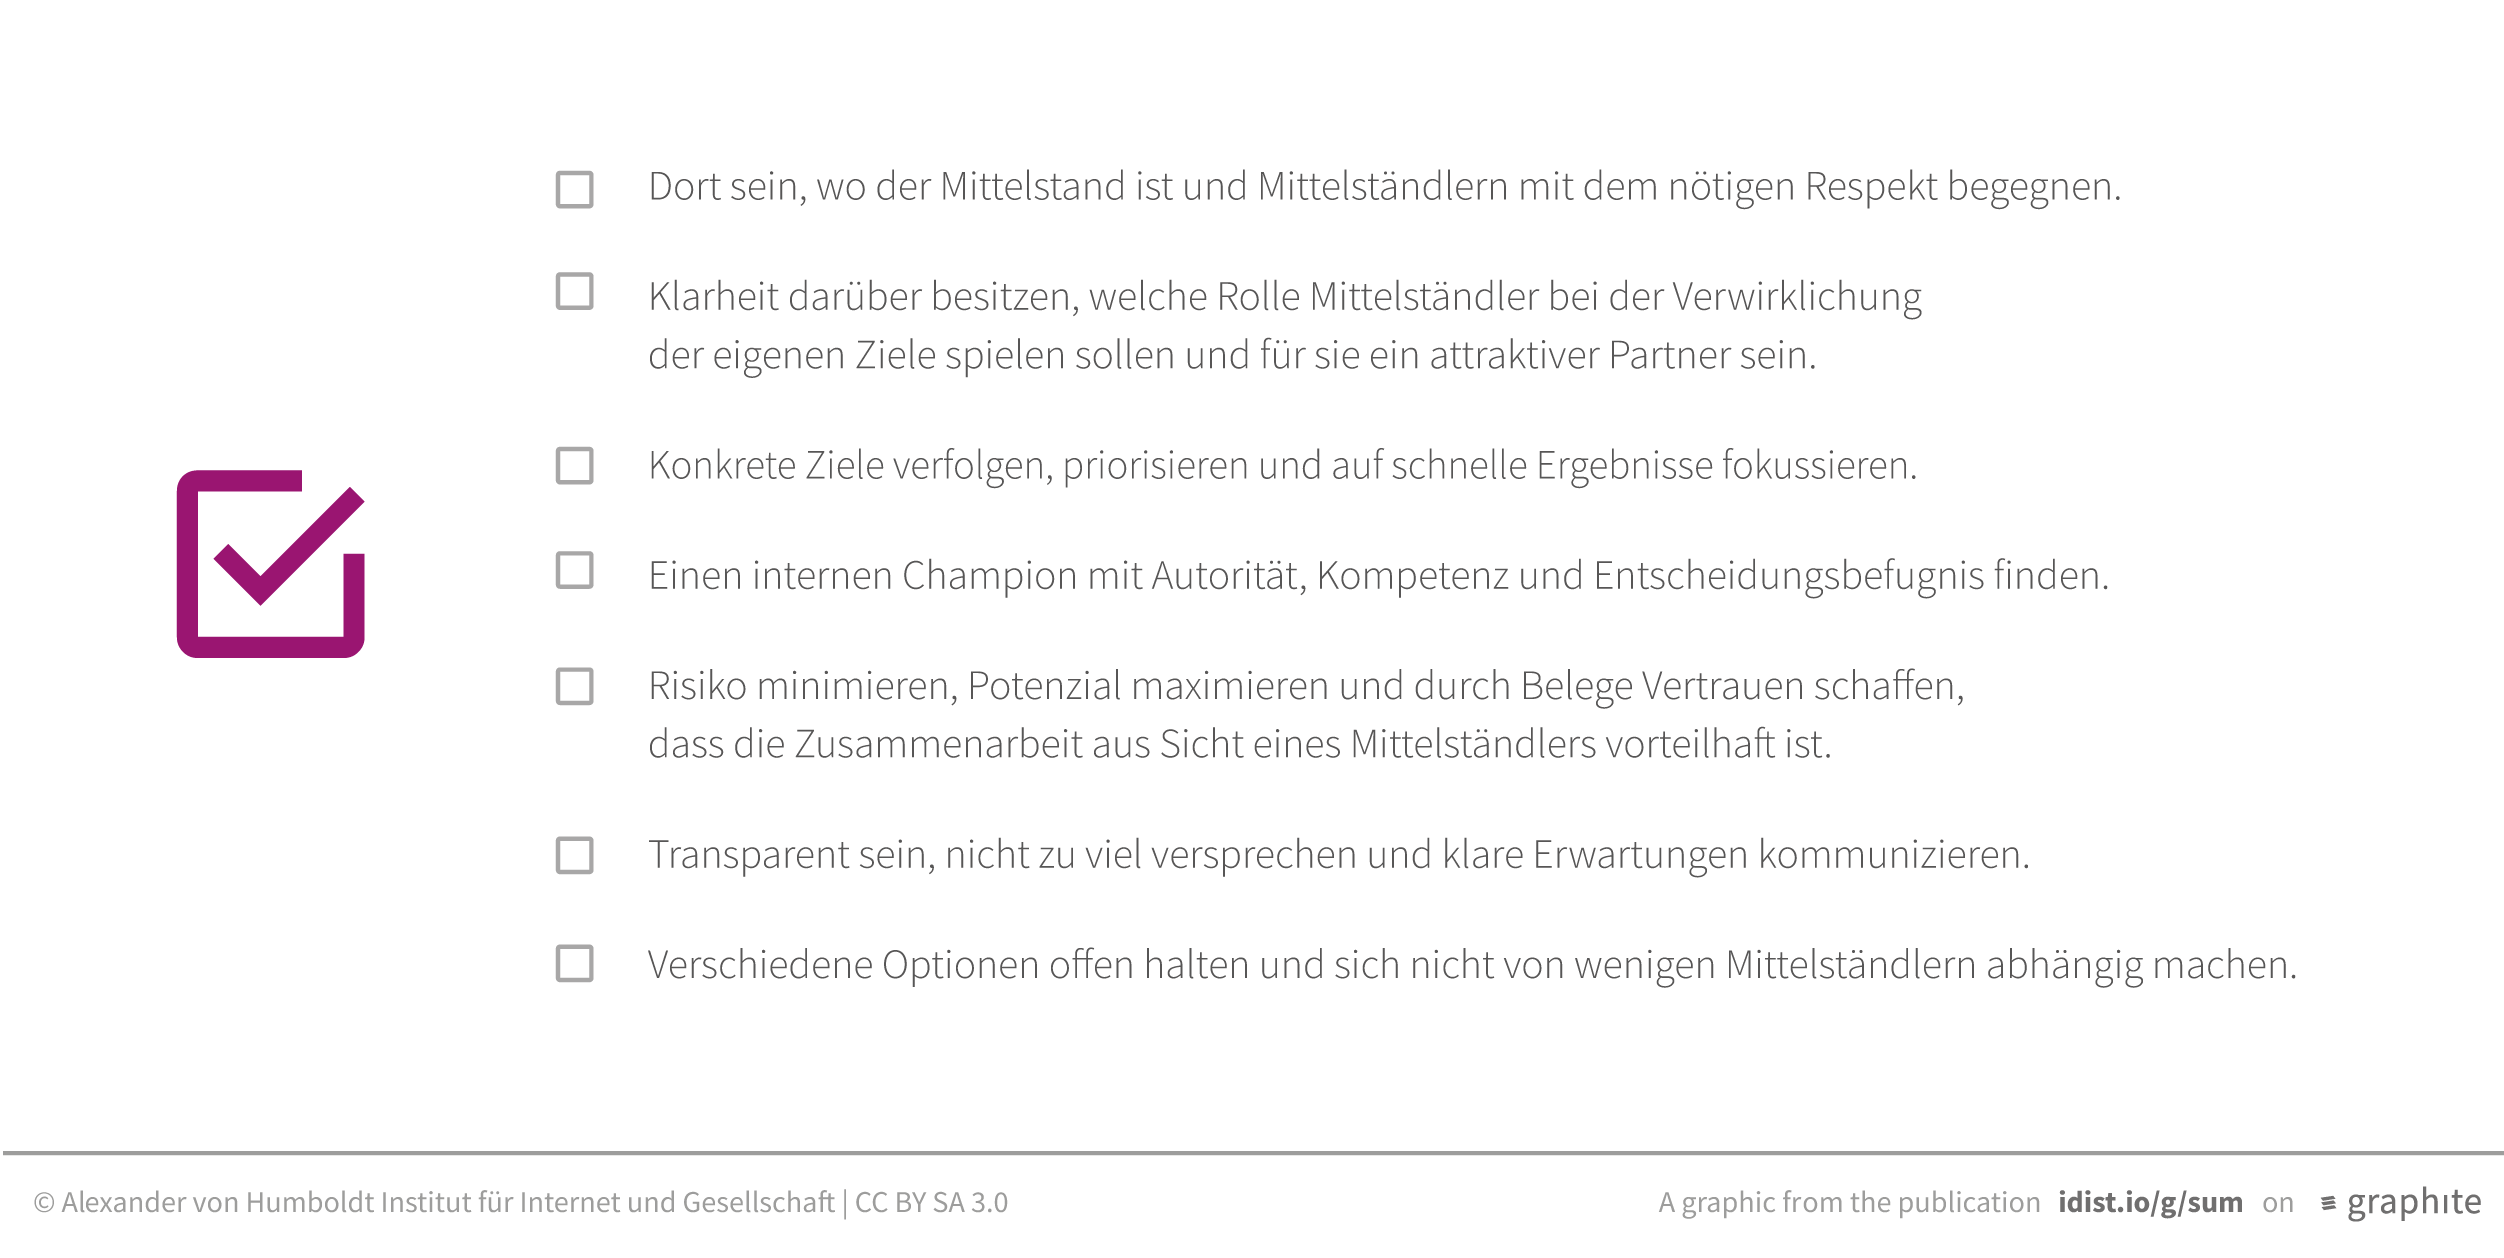 Dort sein, wo der Mittelstand ist und Mittelständlern mit dem nötigen Respekt begegnen.
Klarheit darüber besitzen, welche Rolle Mittelständler bei der Verwirklichung
der eigenen Ziele spielen sollen und für sie ein attraktiver Partner sein.
Konkrete Ziele verfolgen, priorisieren und auf schnelle Ergebnisse fokussieren.
Einen internen Champion mit Autorität, Kompetenz und Entscheidungsbefugnis finden.
Risiko minimieren, Potenzial maximieren und durch Belege Vertrauen schaffen,
dass die Zusammenarbeit aus Sicht eines Mittelständlers vorteilhaft ist.
Transparent sein, nicht zu viel versprechen und klare Erwartungen kommunizieren.
Verschiedene Optionen offen halten und sich nicht von wenigen Mittelständlern abhängig machen.
© Alexander von Humboldt Institut für Internet und Gesellschaft | CC BY SA 3.0
A graphic from the publication idist.io/g/sum on graphite